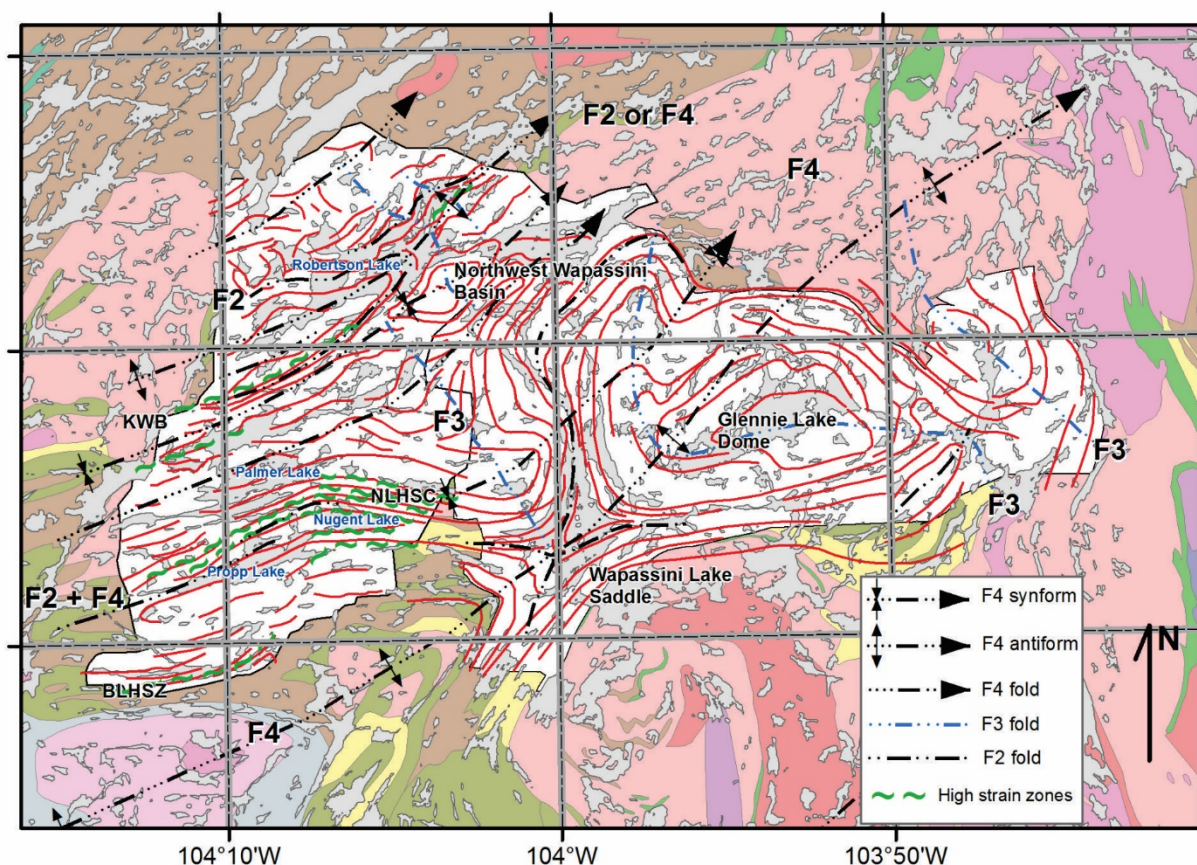 F2 or F4
F4
Robertson Lake
Northwest Wapassini
Basin
F2
F3
KWB
Glennie Lake
Dome
F3
Palmer Lake
NLHSC
F3
Nugent Lake
Propp Lake
F2 + F4
Wapassini Lake
Saddle
BLHSZ
F4
F4 synform
F4 antiform
F4 fold
F3 fold
F2 fold
High strain zones
N
104°10'W
104°W
103°50'W